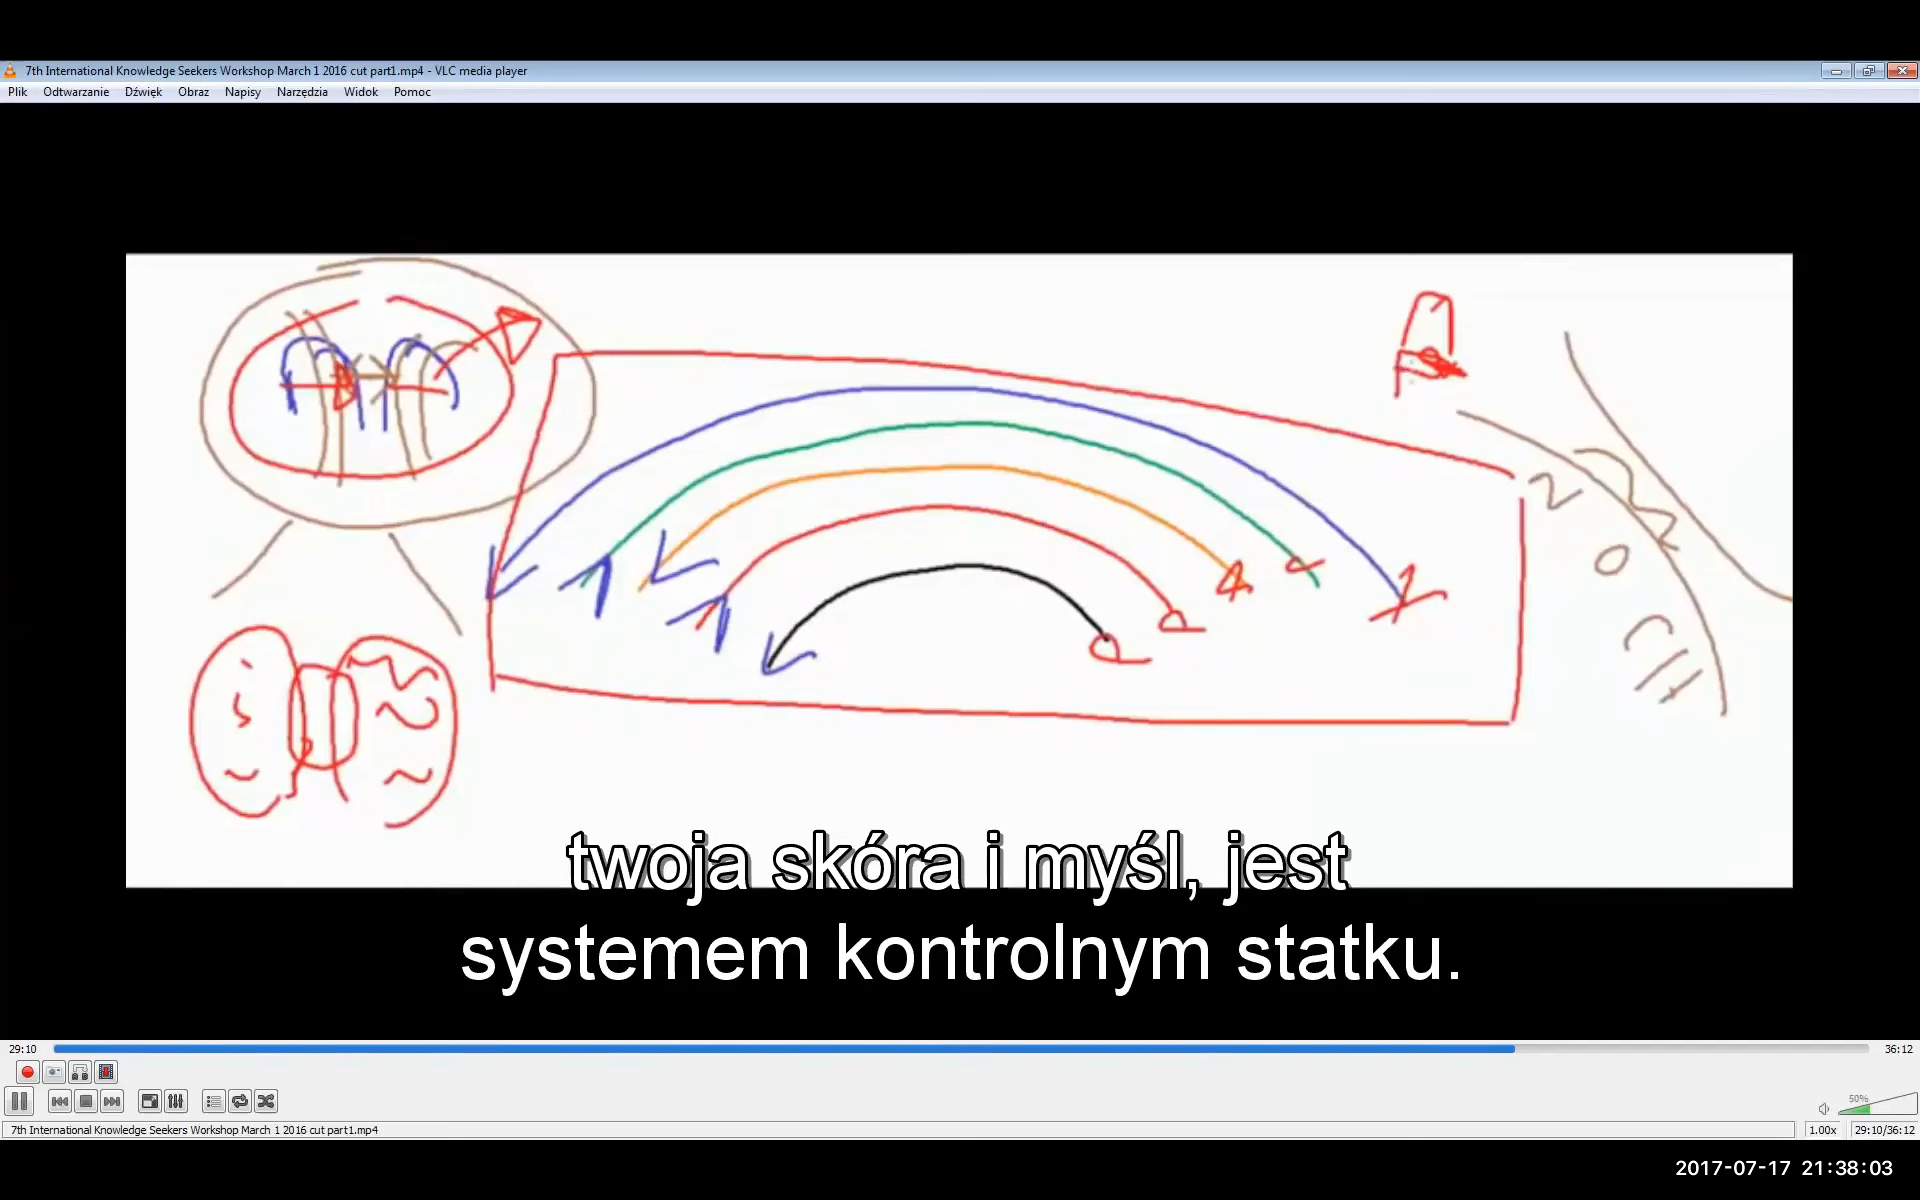 7th International Knowledge Seekers Workshop March 1 2016 cut part1.mp4 - VLC media player
Plik Odtwarzanie Dźwięk Obraz Napisy Narzędzia Widok Pomoc
twoja skóra i myśl, jest
systemem kontrolnym statku.
29:10 36:12
50%
7th International Knowledge Seekers Workshop March 1 2016 cut part1.mp4 1.00x 29:10/36:12
2017-07-17 21:38:03